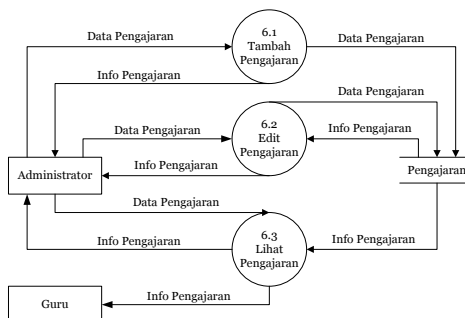 6.1
Tambah
Pengajaran
Data Pengajaran
Data Pengajaran
Info Pengajaran
6.2
Edit
Pengajaran
Data Pengajaran
Data Pengajaran
Info Pengajaran
Info Pengajaran
Administrator
Pengajaran
Data Pengajaran
6.3
Lihat
Pengajaran
Info Pengajaran
Info Pengajaran
Guru
Info Pengajaran